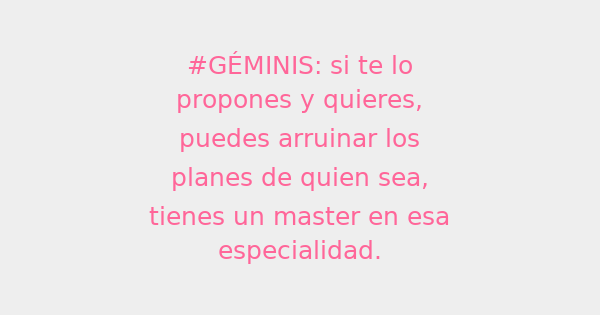 #GÉMINIS: si te lo
propones y quieres,
puedes arruinar los
planes de quien sea,
tienes un master en esa
especialidad.